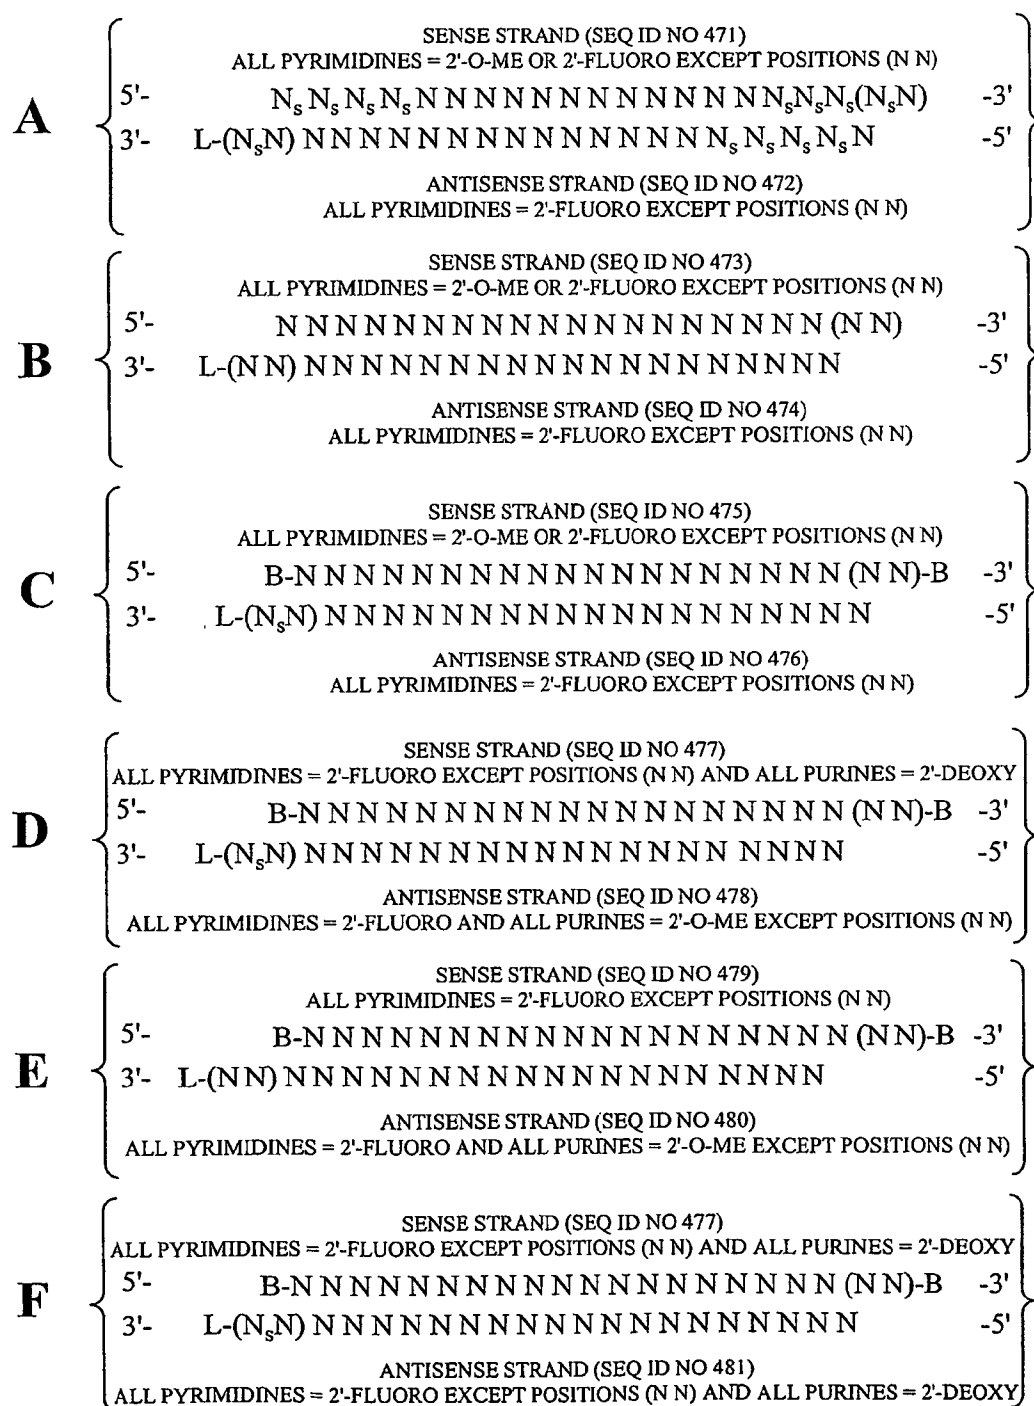 SENSE STRAND (SEQ ID NO 471)
ALL PYRIMIDINES = 2'-O-ME OR 2'-FLUORO EXCEPT POSITIONS (N N)
A
5'- NₛNₛNₛNₛN N N N N N N N N N N N NₛNₛNₛ(NₛN) -3'
3'- L-(NₛN) N N N N N N N N N N N N N N Nₛ Nₛ Nₛ NₛN -5'
ANTISENSE STRAND (SEQ ID NO 472)
ALL PYRIMIDINES = 2'-FLUORO EXCEPT POSITIONS (N N)
SENSE STRAND (SEQ ID NO 473)
ALL PYRIMIDINES = 2'-O-ME OR 2'-FLUORO EXCEPT POSITIONS (N N)
B
5'- N N N N N N N N N N N N N N N N N N N (N N) -3'
3'- L-(N N) N N N N N N N N N N N N N N N N N N N -5'
ANTISENSE STRAND (SEQ ID NO 474)
ALL PYRIMIDINES = 2'-FLUORO EXCEPT POSITIONS (N N)
SENSE STRAND (SEQ ID NO 475)
ALL PYRIMIDINES = 2'-O-ME OR 2'-FLUORO EXCEPT POSITIONS (N N)
C
5'- B-N N N N N N N N N N N N N N N N N N N (N N)-B -3'
3'- L-(NₛN) N N N N N N N N N N N N N N N N N N N -5'
ANTISENSE STRAND (SEQ ID NO 476)
ALL PYRIMIDINES = 2'-FLUORO EXCEPT POSITIONS (N N)
SENSE STRAND (SEQ ID NO 477)
ALL PYRIMIDINES = 2'-FLUORO EXCEPT POSITIONS (N N) AND ALL PURINES = 2'-DEOXY
D
5'- B-N N N N N N N N N N N N N N N N N N N (N N)-B -3'
3'- L-(NₛN) N N N N N N N N N N N N N N N N N N N -5'
ANTISENSE STRAND (SEQ ID NO 478)
ALL PYRIMIDINES = 2'-FLUORO AND ALL PURINES = 2'-O-ME EXCEPT POSITIONS (N N)
SENSE STRAND (SEQ ID NO 479)
ALL PYRIMIDINES = 2'-FLUORO EXCEPT POSITIONS (N N)
E
5'- B-N N N N N N N N N N N N N N N N N N N (N N)-B -3'
3'- L-(N N) N N N N N N N N N N N N N N N N N N N -5'
ANTISENSE STRAND (SEQ ID NO 480)
ALL PYRIMIDINES = 2'-FLUORO AND ALL PURINES = 2'-O-ME EXCEPT POSITIONS (N N)
SENSE STRAND (SEQ ID NO 477)
ALL PYRIMIDINES = 2'-FLUORO EXCEPT POSITIONS (N N) AND ALL PURINES = 2'-DEOXY
F
5'- B-N N N N N N N N N N N N N N N N N N N (N N)-B -3'
3'- L-(NₛN) N N N N N N N N N N N N N N N N N N N -5'
ANTISENSE STRAND (SEQ ID NO 481)
ALL PYRIMIDINES = 2'-FLUORO EXCEPT POSITIONS (N N) AND ALL PURINES = 2'-DEOXY